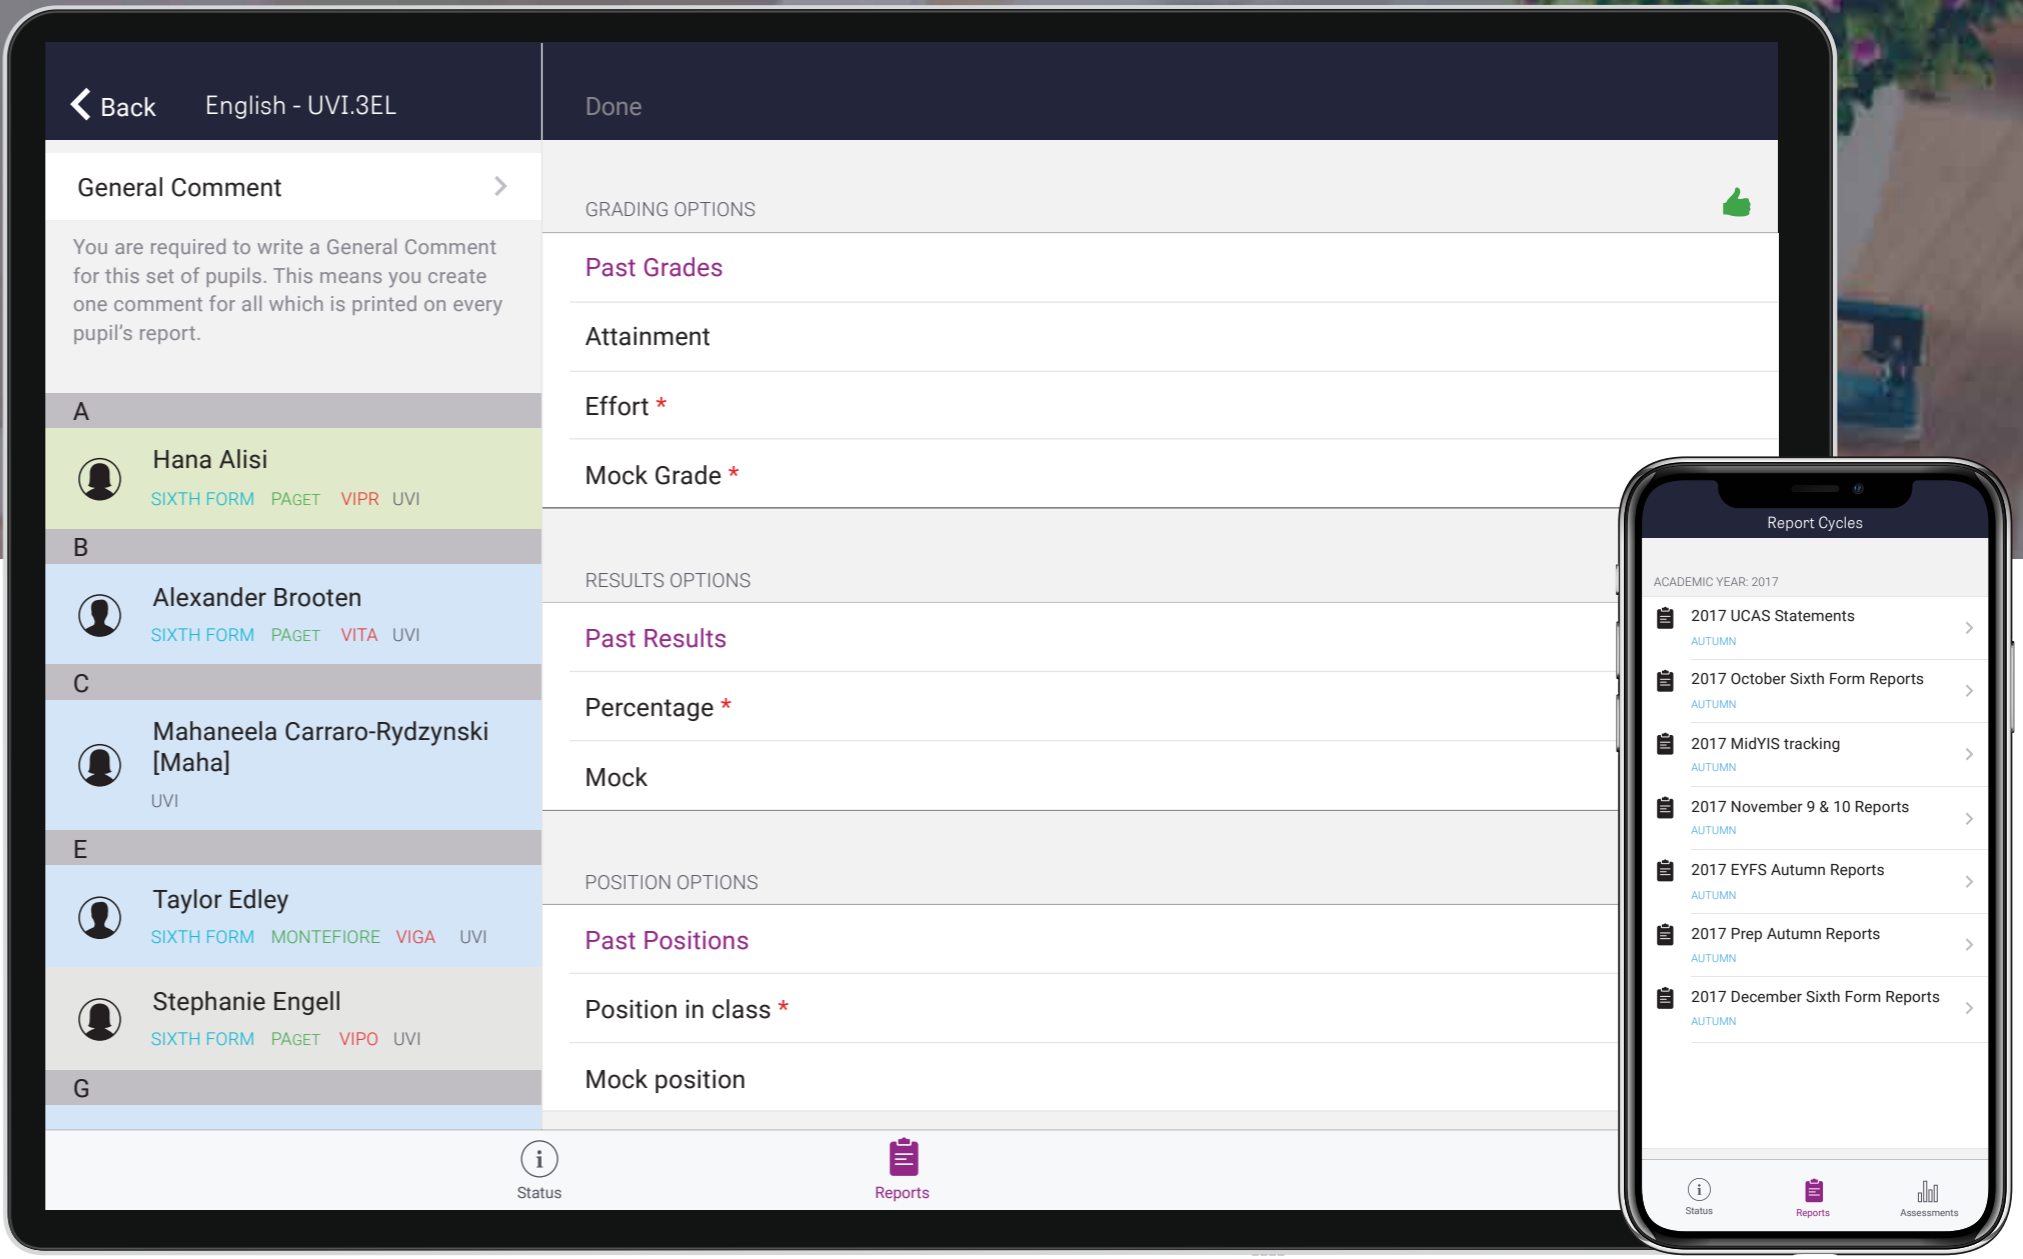 Back English - UVI.3EL
General Comment
You are required to write a General Comment
for this set of pupils. This means you create
one comment for all which is printed on every
pupil's report.
A
Hana Alisi
SIXTH FORM PAGET VIPR UVI
B
Alexander Brooten
SIXTH FORM PAGET VITA UVI
C
Mahaneela Carraro-Rydzynski
[Maha]
UVI
E
Taylor Edley
SIXTH FORM MONTEFIORE VIGA UVI
Stephanie Engell
SIXTH FORM PAGET VIPO UVI
G
Done
GRADING OPTIONS
Past Grades
Attainment
Effort *
Mock Grade *
RESULTS OPTIONS
Past Results
Percentage *
Mock
POSITION OPTIONS
Past Positions
Position in class *
Mock position
Status
Reports
Report Cycles
ACADEMIC YEAR: 2017
2017 UCAS Statements
AUTUMN
2017 October Sixth Form Reports
AUTUMN
2017 MidYIS tracking
AUTUMN
2017 November 9 & 10 Reports
AUTUMN
2017 EYFS Autumn Reports
AUTUMN
2017 Prep Autumn Reports
AUTUMN
2017 December Sixth Form Reports
AUTUMN
Status
Reports
Assessments